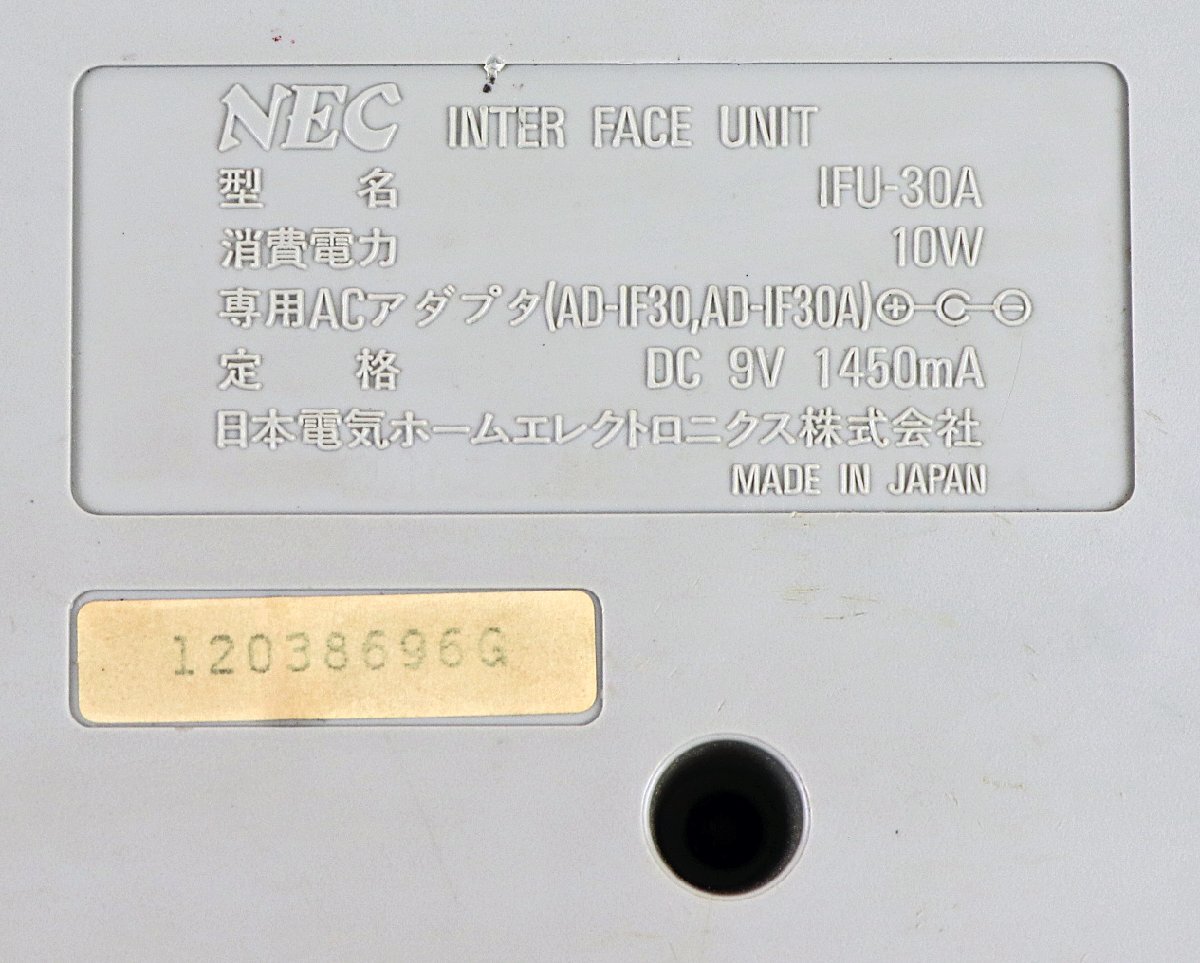 NEC INTER FACE UNIT
型名 IFU-30A
消費電力 10W
専用ACアダプタ(AD-IF30,AD-IF30A)
定格 DC 9V 1450mA
日本電気ホームエレクトロニクス株式会社
MADE IN JAPAN
12038696G